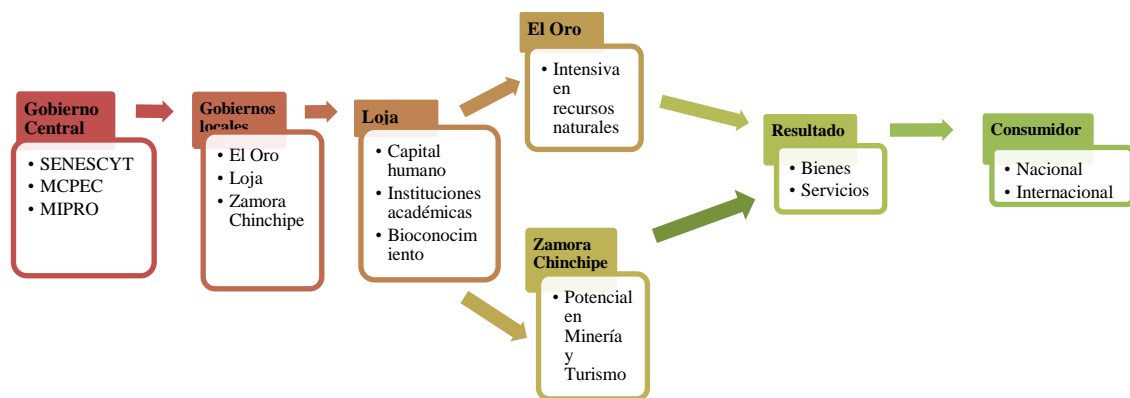 Gobierno
Central
• SENESCYT
• MCPEC
• MIPRO
Gobiernos
locales
• El Oro
• Loja
• Zamora
Chinchipe
Loja
• Capital
humano
• Instituciones
académicas
• Bioconocim
iento
El Oro
• Intensiva
en
recursos
naturales
Zamora
Chinchipe
• Potencial
en
Minería
y
Turismo
Resultado
• Bienes
• Servicios
Consumidor
• Nacional
• Internacional